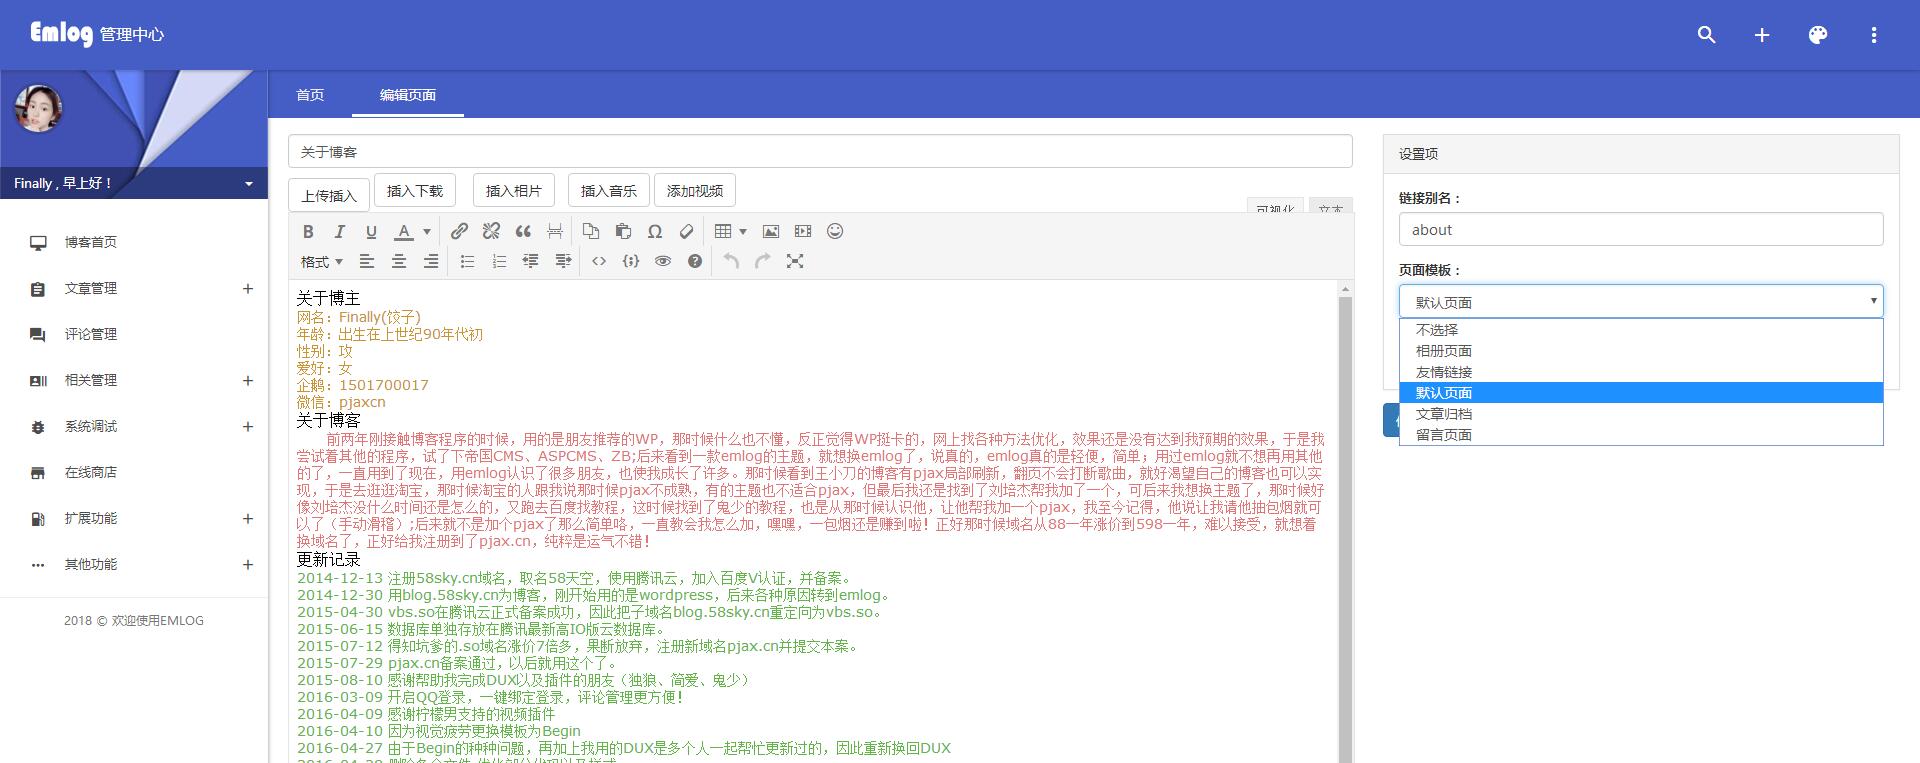 Emlog 管理中心
Finally , 早上好！
博客首页
文章管理
评论管理
相关管理
系统调试
在线商店
扩展功能
其他功能
2018 © 欢迎使用EMLOG
首页 编辑页面
关于博客
上传插入 插入下载 插入相片 插入音乐 添加视频
可视化 文本
B I U A
格式
关于博主
网名：Finally(饺子)
年龄：出生在上世纪90年代初
性别：攻
爱好：女
企鹅：1501700017
微信：pjaxcn
关于博客
前两年刚接触博客程序的时候，用的是朋友推荐的WP，那时候什么也不懂，反正觉得WP挺卡的，网上找各种方法优化，效果还是没有达到我预期的效果，于是我
尝试着其他的程序，试了下帝国CMS、ASPCMS、ZB;后来看到一款emlog的主题，就想换emlog了，说真的，emlog真的是轻便，简单；用过emlog就不想再用其他
的了，一直用到了现在，用emlog认识了很多朋友，也使我成长了许多。那时候看到王小刀的博客有pjax局部刷新，翻页不会打断歌曲，就好渴望自己的博客也可以实
现，于是去逛逛淘宝，那时候淘宝的人跟我说那时候pjax不成熟，有的主题也不适合pjax，但最后我还是找到了刘培杰帮我加了一个，可后来我想换主题了，那时候好
像刘培杰没什么时间还是怎么的，又跑去百度找教程，这时候找到了鬼少的教程，也是从那时候认识他，让他帮我加一个pjax，我至今记得，他说让我请他抽包烟就可
以了（手动滑稽）;后来就不是加个pjax了那么简单咯，一直教会我怎么加，嘿嘿，一包烟还是赚到啦！正好那时候域名从88一年涨价到598一年，难以接受，就想着
换域名了，正好给我注册到了pjax.cn，纯粹是运气不错！
更新记录
2014-12-13 注册58sky.cn域名，取名58天空，使用腾讯云，加入百度V认证，并备案。
2014-12-30 用blog.58sky.cn为博客，刚开始用的是wordpress，后来各种原因转到emlog。
2015-04-30 vbs.so在腾讯云正式备案成功，因此把子域名blog.58sky.cn重定向为vbs.so。
2015-06-15 数据库单独存放在腾讯最新高IO版云数据库。
2015-07-12 得知坑爹的.so域名涨价7倍多，果断放弃，注册新域名pjax.cn并提交本案。
2015-07-29 pjax.cn备案通过，以后就用这个了。
2015-08-10 感谢帮助我完成DUX以及插件的朋友（独狼、简爱、鬼少）
2016-03-09 开启QQ登录，一键绑定登录，评论管理更方便！
2016-04-09 感谢柠檬男支持的视频插件
2016-04-10 因为视觉疲劳更换模板为Begin
2016-04-27 由于Begin的种种问题，再加上我用的DUX是多个人一起帮忙更新过的，因此重新换回DUX
设置项
链接别名：
about
页面模板：
默认页面
不选择
相册页面
友情链接
默认页面
文章归档
留言页面